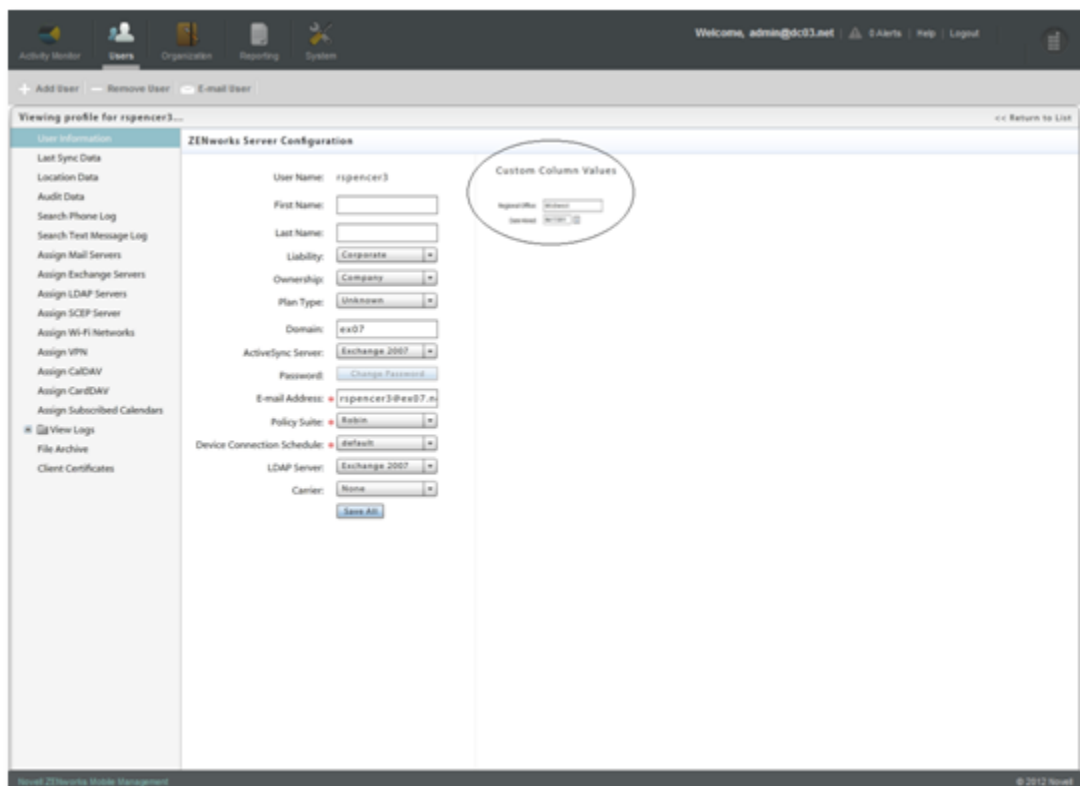 Activity Monitor Users Organization Reporting System
Welcome, admin@dc03.net | 0 Alerts | Help | Logout
Add User Remove User E-mail User
Viewing profile for rspencer3...
<< Return to List
User Information
Last Sync Data
Location Data
Audit Data
Search Phone Log
Search Text Message Log
Assign Mail Servers
Assign Exchange Servers
Assign LDAP Servers
Assign SCEP Server
Assign Wi-Fi Networks
Assign VPN
Assign CalDAV
Assign CardDAV
Assign Subscribed Calendars
View Logs
File Archive
Client Certificates
ZENworks Server Configuration
User Name: rspencer3
First Name:
Last Name:
Liability: Corporate
Ownership: Company
Plan Type: Unknown
Domain: ex07
ActiveSync Server: Exchange 2007
Password: Change Password
E-mail Address: * rspencer3@ex07.n
Policy Suite: * Robin
Device Connection Schedule: * default
LDAP Server: Exchange 2007
Carrier: None
Save All
Custom Column Values
Regional Office:
Novell ZENworks Mobile Management
© 2012 Novell